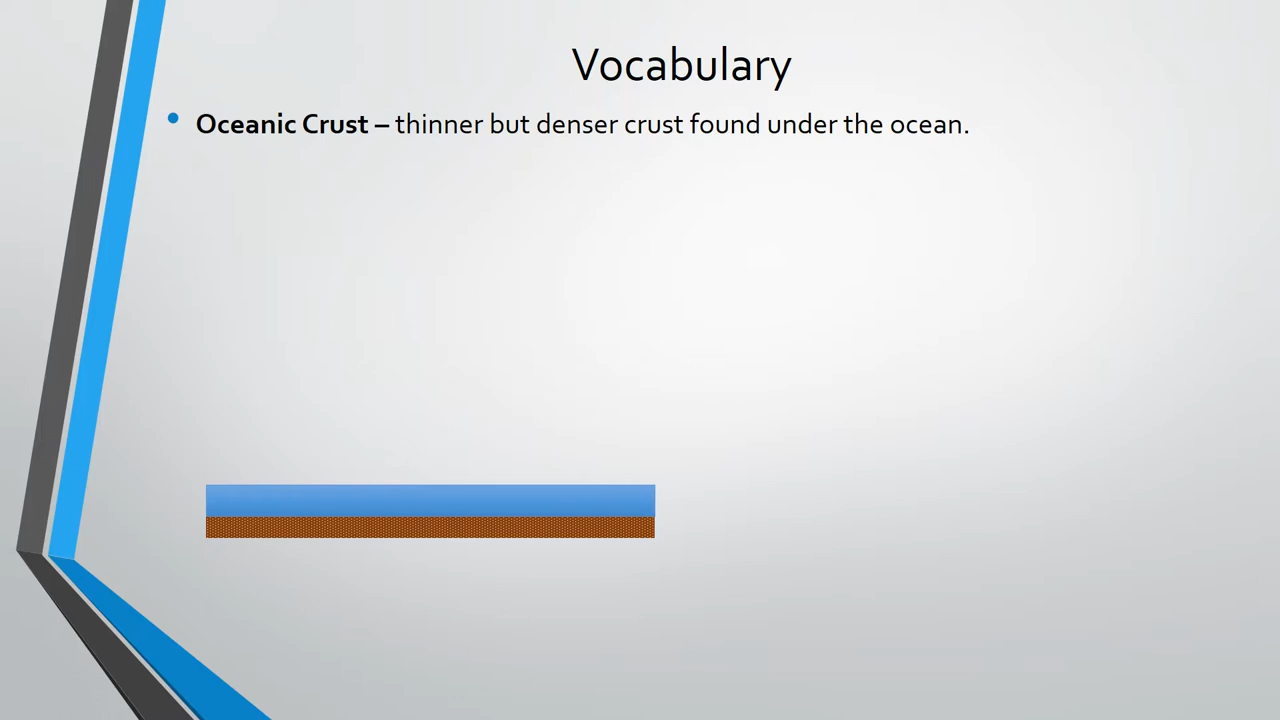 Vocabulary
• Oceanic Crust – thinner but denser crust found under the ocean.